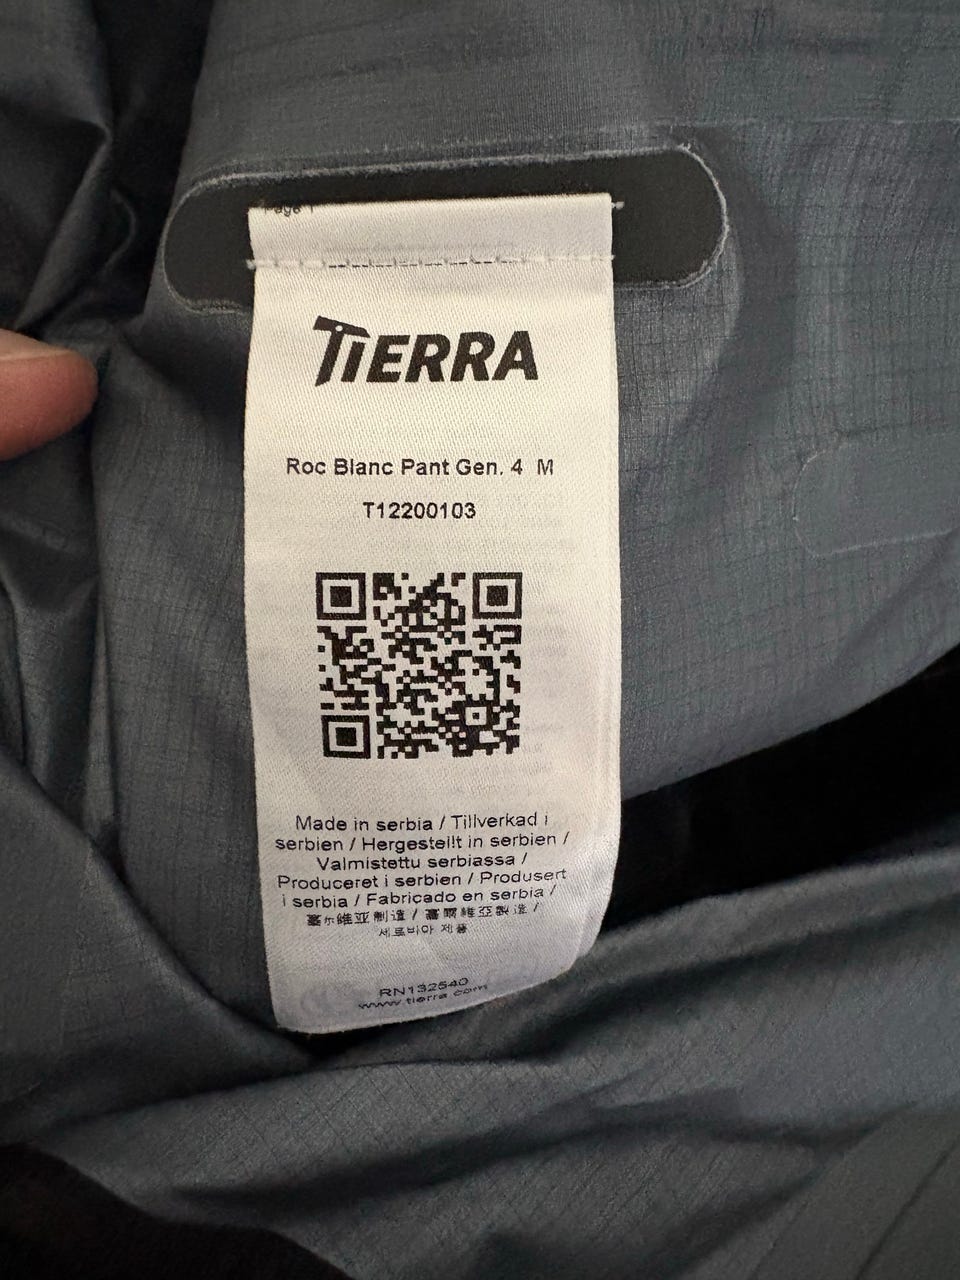 Page 1
TIERRA
Roc Blanc Pant Gen. 4 M
T12200103
Made in serbia / Tillverkad i
serbien / Hergestellt in serbien /
Valmistettu serbiassa /
Produceret i serbien / Produsert
i serbia / Fabricado en serbia /
塞尔维亚制造 / 塞爾維亞製造 /
세르비아 제품
RN132540
www.tierra.com